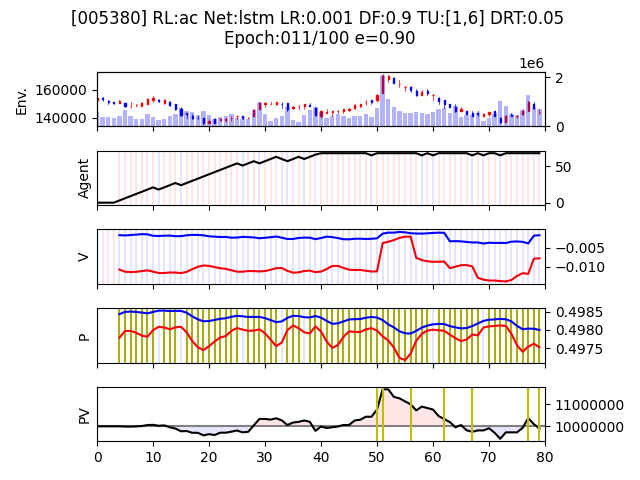 [005380] RL:ac Net:lstm LR:0.001 DF:0.9 TU:[1,6] DRT:0.05
Epoch:011/100 e=0.90
1e6
Env.
160000
140000
2
0
Agent
50
0
V
−0.005
−0.010
P
0.4985
0.4980
0.4975
PV
11000000
10000000
0 10 20 30 40 50 60 70 80